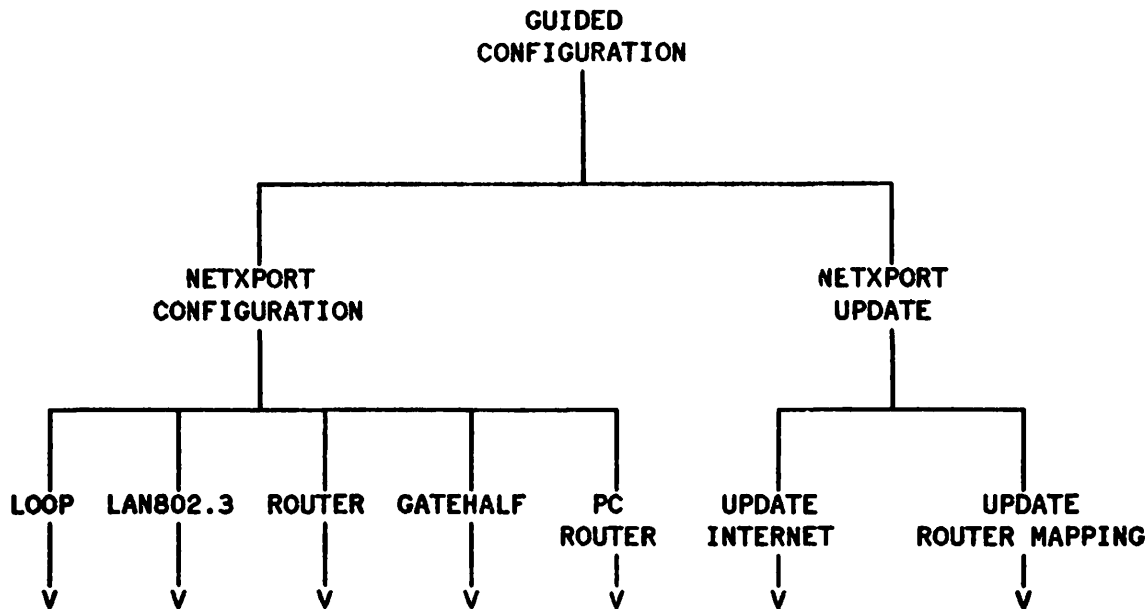 GUIDED
CONFIGURATION
NETXPORT
CONFIGURATION
NETXPORT
UPDATE
LOOP
LAN802.3
ROUTER
GATEHALF
PC
ROUTER
UPDATE
INTERNET
UPDATE
ROUTER MAPPING
V V V V V V V